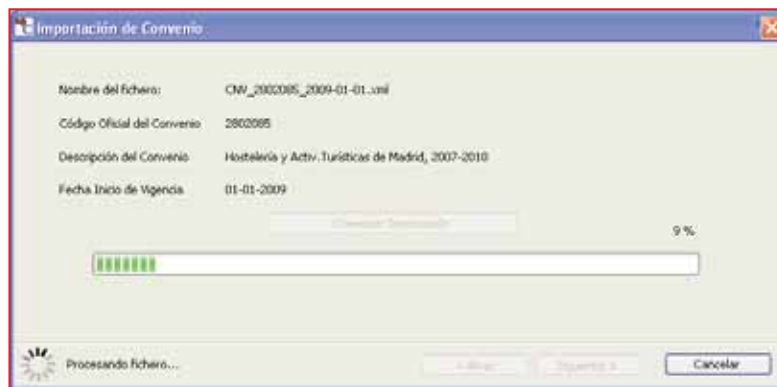 Importación de Convenio
Nombre del fichero: CNV_2802085_2009-01-01.xml
Código Oficial del Convenio 2802085
Descripción del Convenio Hostelería y Activ.Turísticas de Madrid, 2007-2010
Fecha Inicio de Vigencia 01-01-2009
9 %
Procesando fichero...
Cancelar